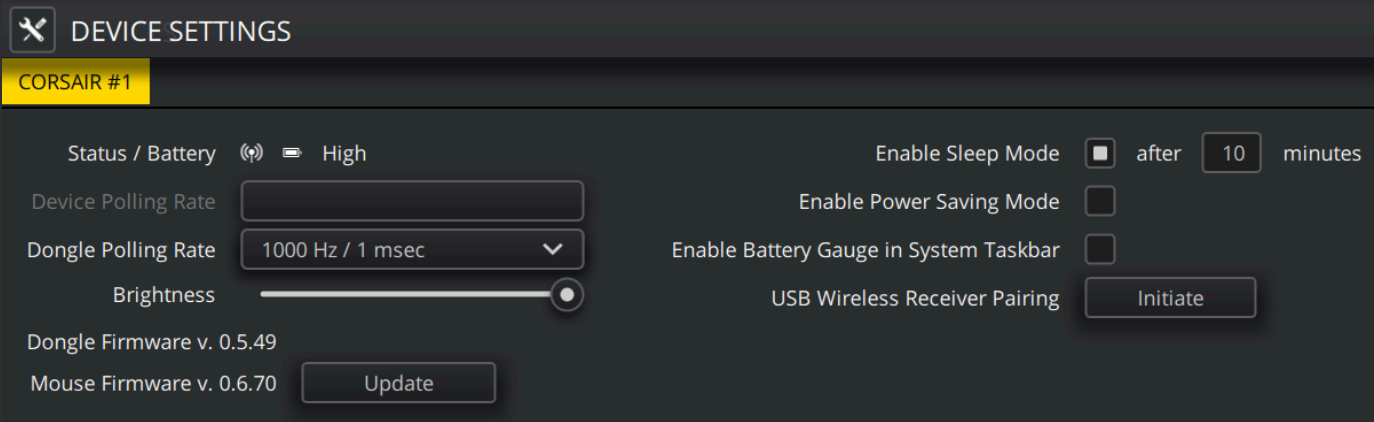 DEVICE SETTINGS
CORSAIR #1
Status / Battery High
Device Polling Rate
Dongle Polling Rate 1000 Hz / 1 msec
Brightness
Dongle Firmware v. 0.5.49
Mouse Firmware v. 0.6.70 Update
Enable Sleep Mode after 10 minutes
Enable Power Saving Mode
Enable Battery Gauge in System Taskbar
USB Wireless Receiver Pairing Initiate